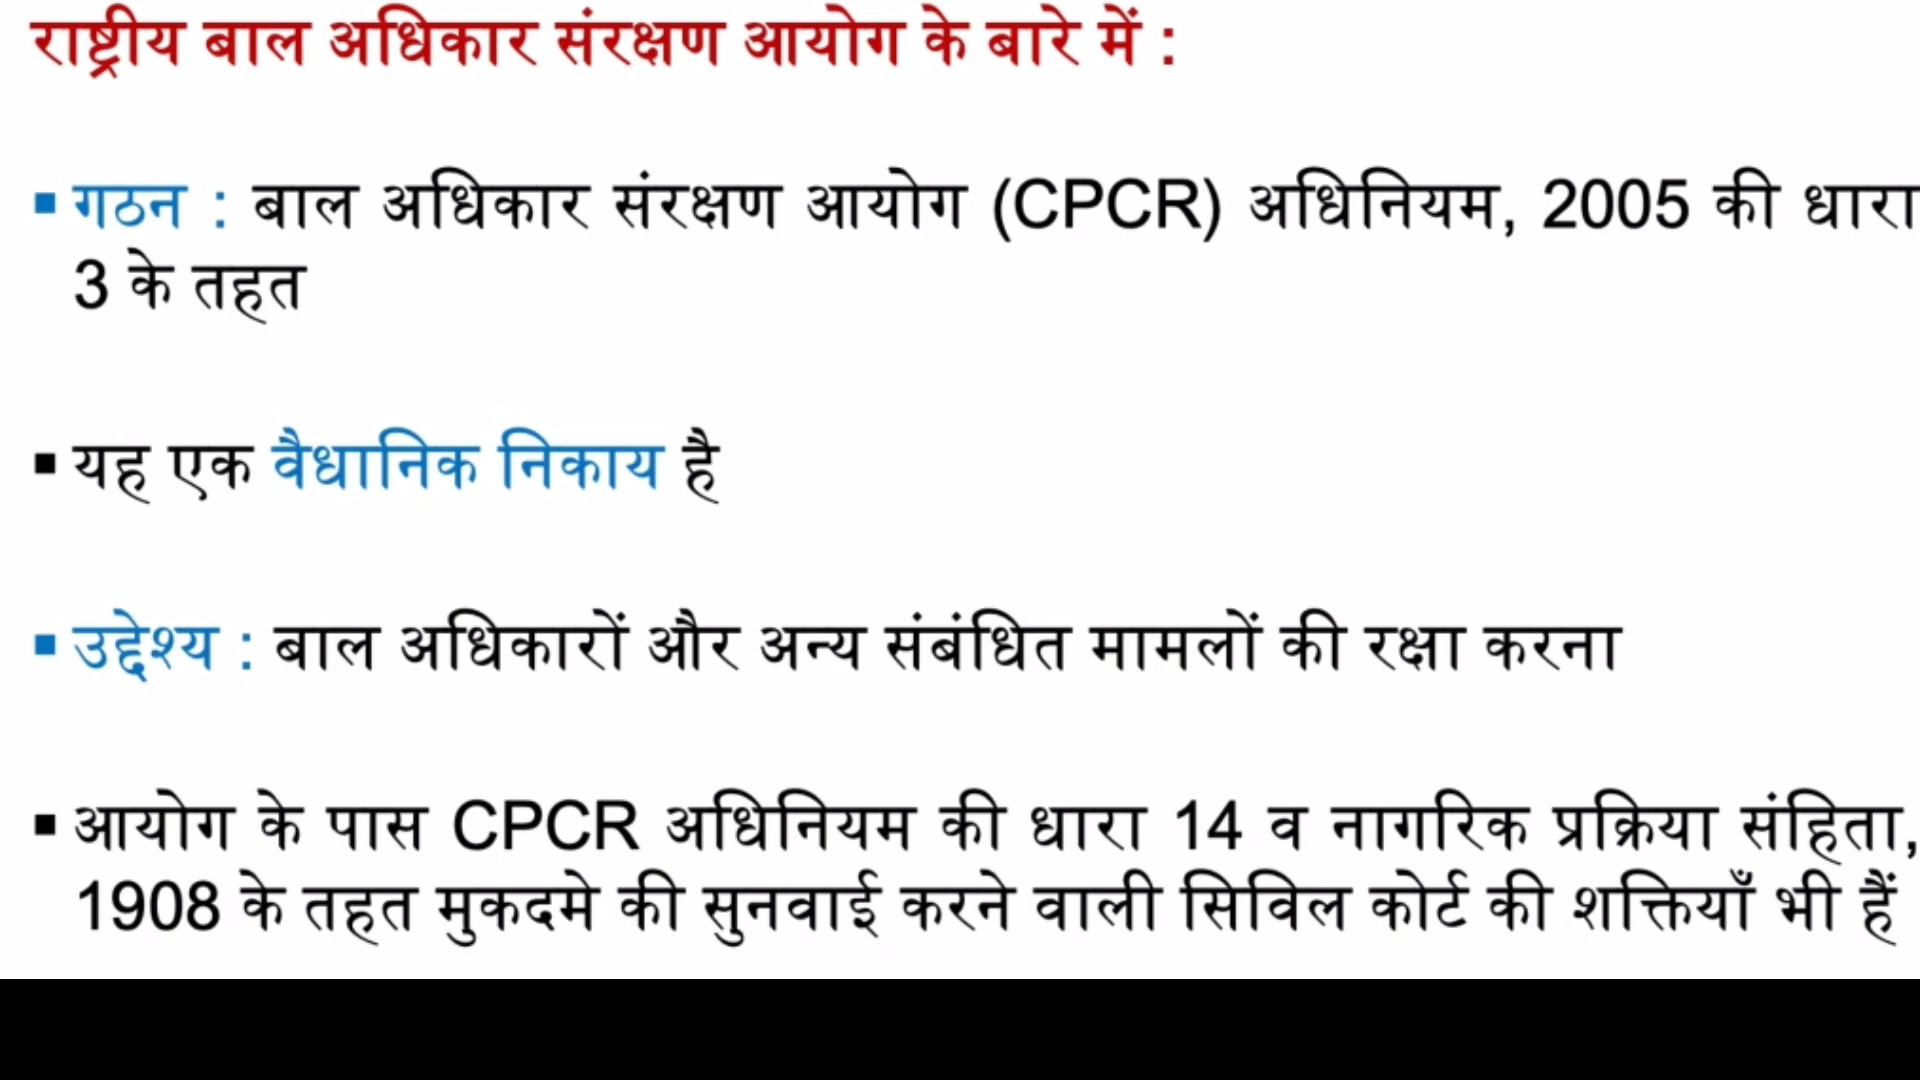 राष्ट्रीय बाल अधिकार संरक्षण आयोग के बारे में :
▪ गठन : बाल अधिकार संरक्षण आयोग (CPCR) अधिनियम, 2005 की धारा
3 के तहत
▪ यह एक वैधानिक निकाय है
▪ उद्देश्य : बाल अधिकारों और अन्य संबंधित मामलों की रक्षा करना
▪ आयोग के पास CPCR अधिनियम की धारा 14 व नागरिक प्रक्रिया संहिता,
1908 के तहत मुकदमे की सुनवाई करने वाली सिविल कोर्ट की शक्तियाँ भी हैं